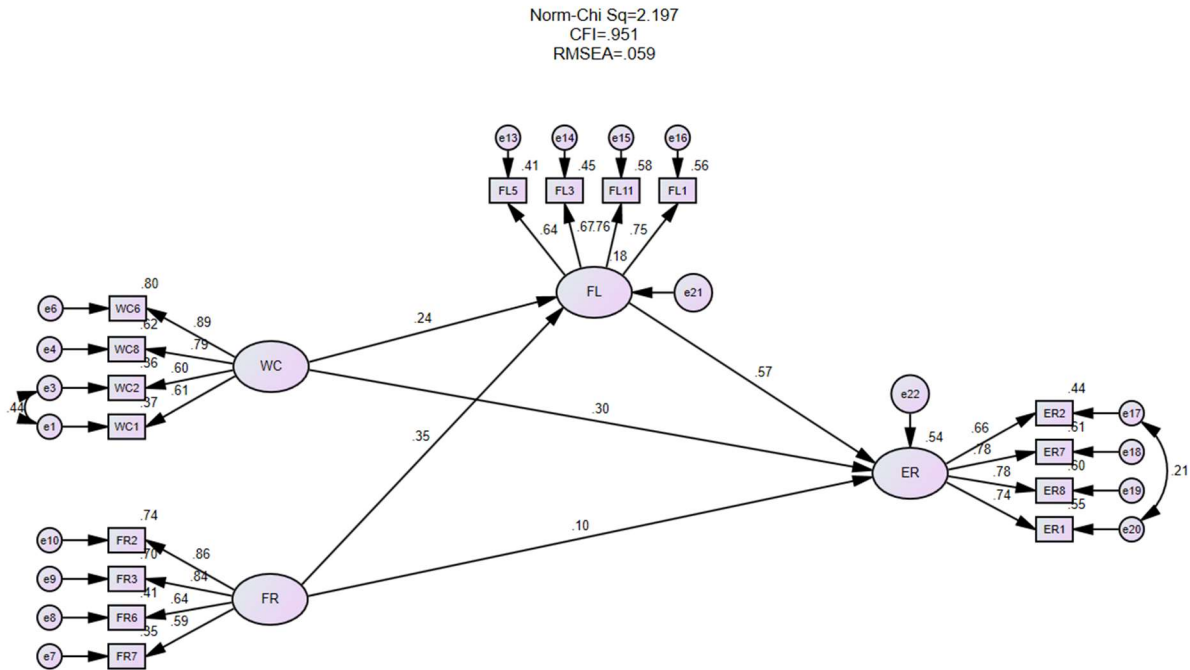 Norm-Chi Sq=2.197
CFI=.951
RMSEA=.059
e13 e14 e15 e16
.41 .45 .58 .56
FL5 FL3 FL11 FL1
.64 .67 .76 .75
.18
FL e21
.80
e6 WC6
.89
.62
e4 WC8
.79
.36
e3 WC2
.60
.44
.61
.37
e1 WC1
WC
.24
.57
.30
.35
.10
e22
.54
ER
.44
ER2 e17
.66
.61
.78
ER7 e18
.60
.78
ER8 e19
.21
.55
.74
ER1 e20
.74
e10 FR2
.86
.70
e9 FR3
.84
.41
e8 FR6
.64
.59
.35
e7 FR7
FR